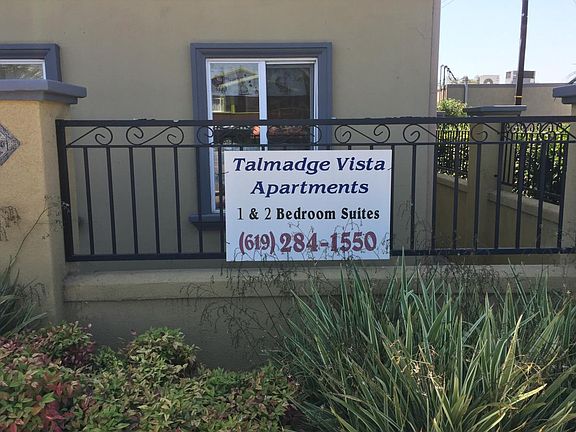 Talmadge Vista
Apartments
1 & 2 Bedroom Suites
(619) 284-1550